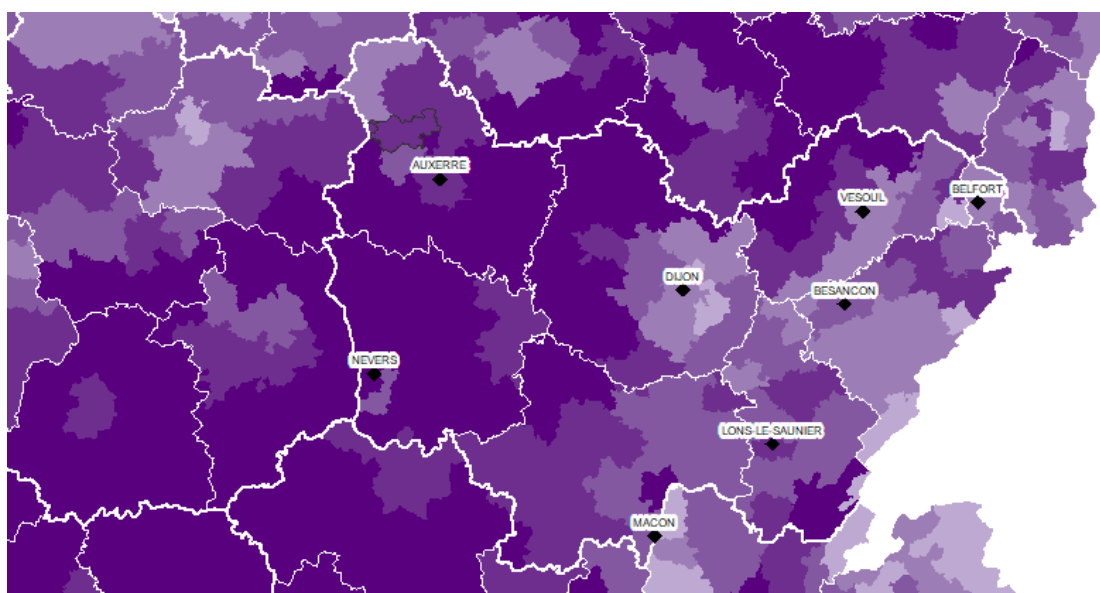 AUXERRE
VESOUL
BELFORT
DIJON
BESANCON
NEVERS
LONS-LE-SAUNIER
MACON